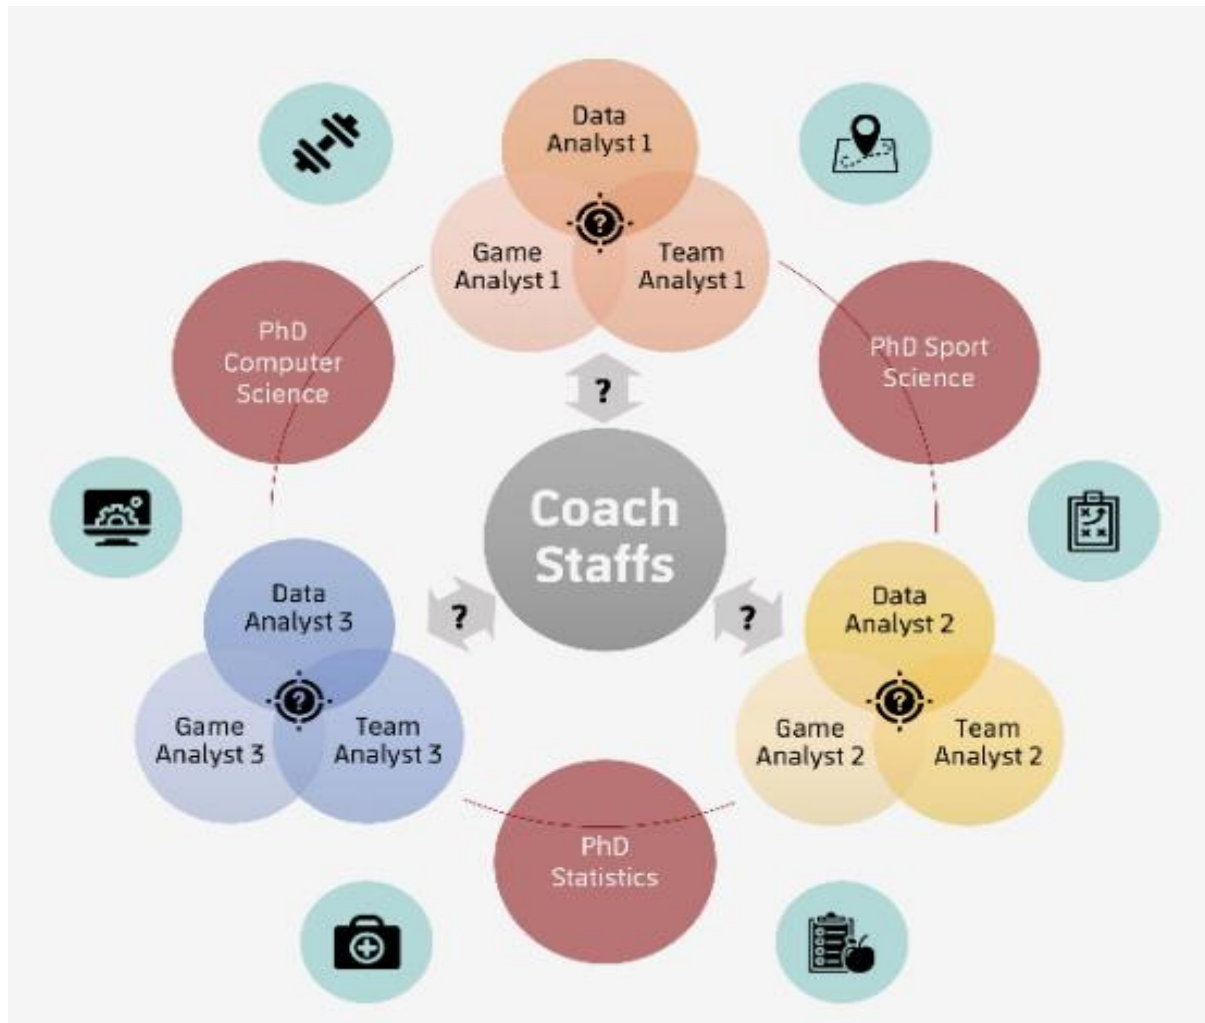 Data
Analyst 1
?
Game
Analyst 1
Team
Analyst 1
PhD
Computer
Science
PhD Sport
Science
?
Coach
Staffs
Data
Analyst 3
?
Game
Analyst 3
Team
Analyst 3
?
?
Data
Analyst 2
?
Game
Analyst 2
Team
Analyst 2
PhD
Statistics